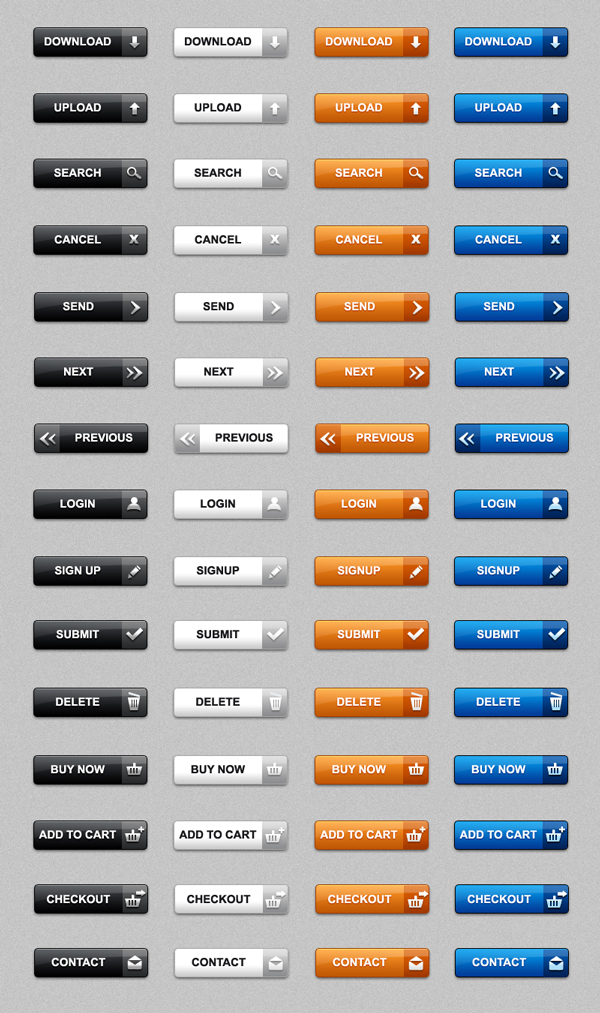 DOWNLOAD DOWNLOAD DOWNLOAD DOWNLOAD
UPLOAD UPLOAD UPLOAD UPLOAD
SEARCH SEARCH SEARCH SEARCH
CANCEL CANCEL CANCEL CANCEL
SEND SEND SEND SEND
NEXT NEXT NEXT NEXT
PREVIOUS PREVIOUS PREVIOUS PREVIOUS
LOGIN LOGIN LOGIN LOGIN
SIGN UP SIGNUP SIGNUP SIGNUP
SUBMIT SUBMIT SUBMIT SUBMIT
DELETE DELETE DELETE DELETE
BUY NOW BUY NOW BUY NOW BUY NOW
ADD TO CART ADD TO CART ADD TO CART ADD TO CART
CHECKOUT CHECKOUT CHECKOUT CHECKOUT
CONTACT CONTACT CONTACT CONTACT